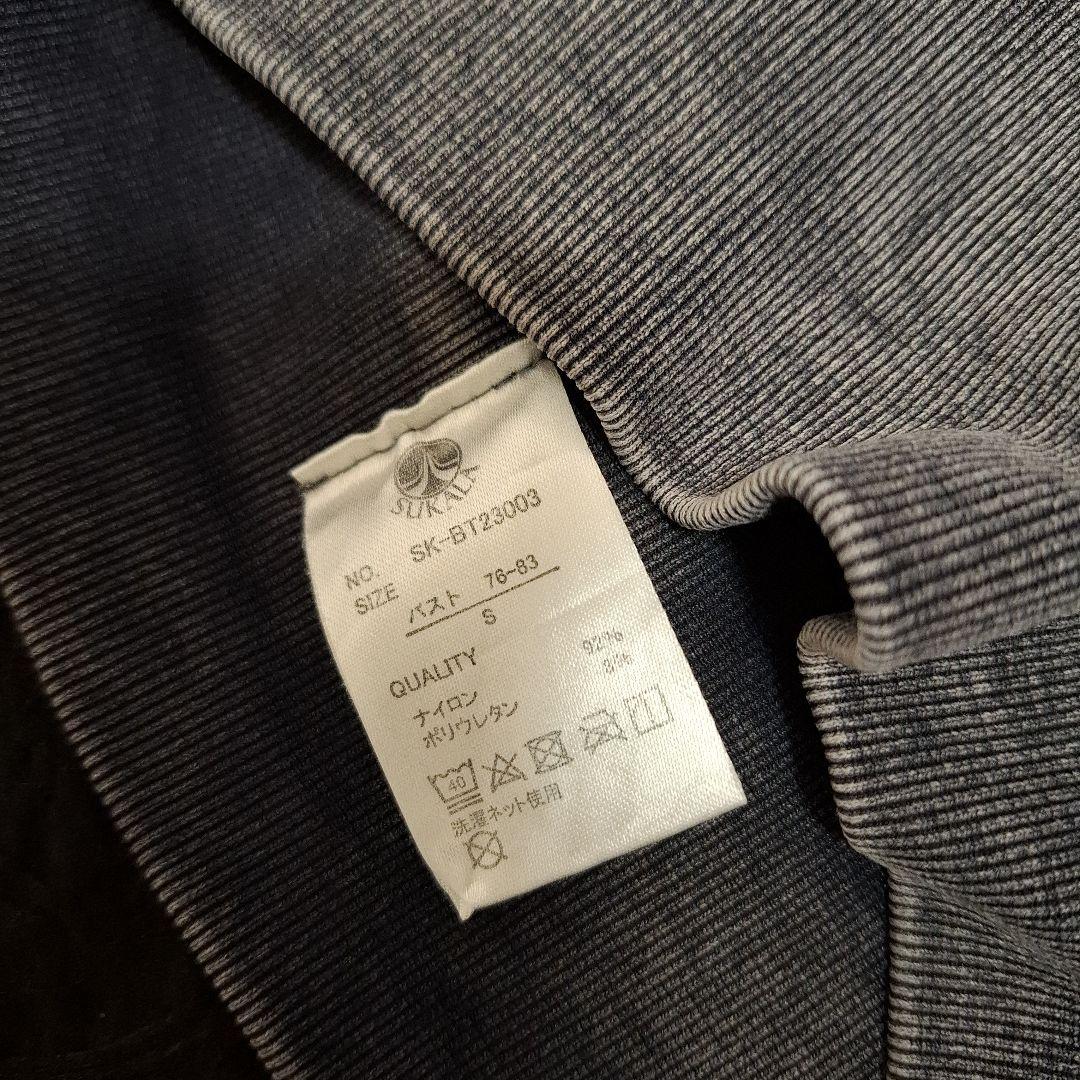 SUKALA
NO. SK-BT23003
SIZE
バスト 76-83
S
QUALITY
ナイロン 92%
ポリウレタン 8%
40
洗濯ネット使用